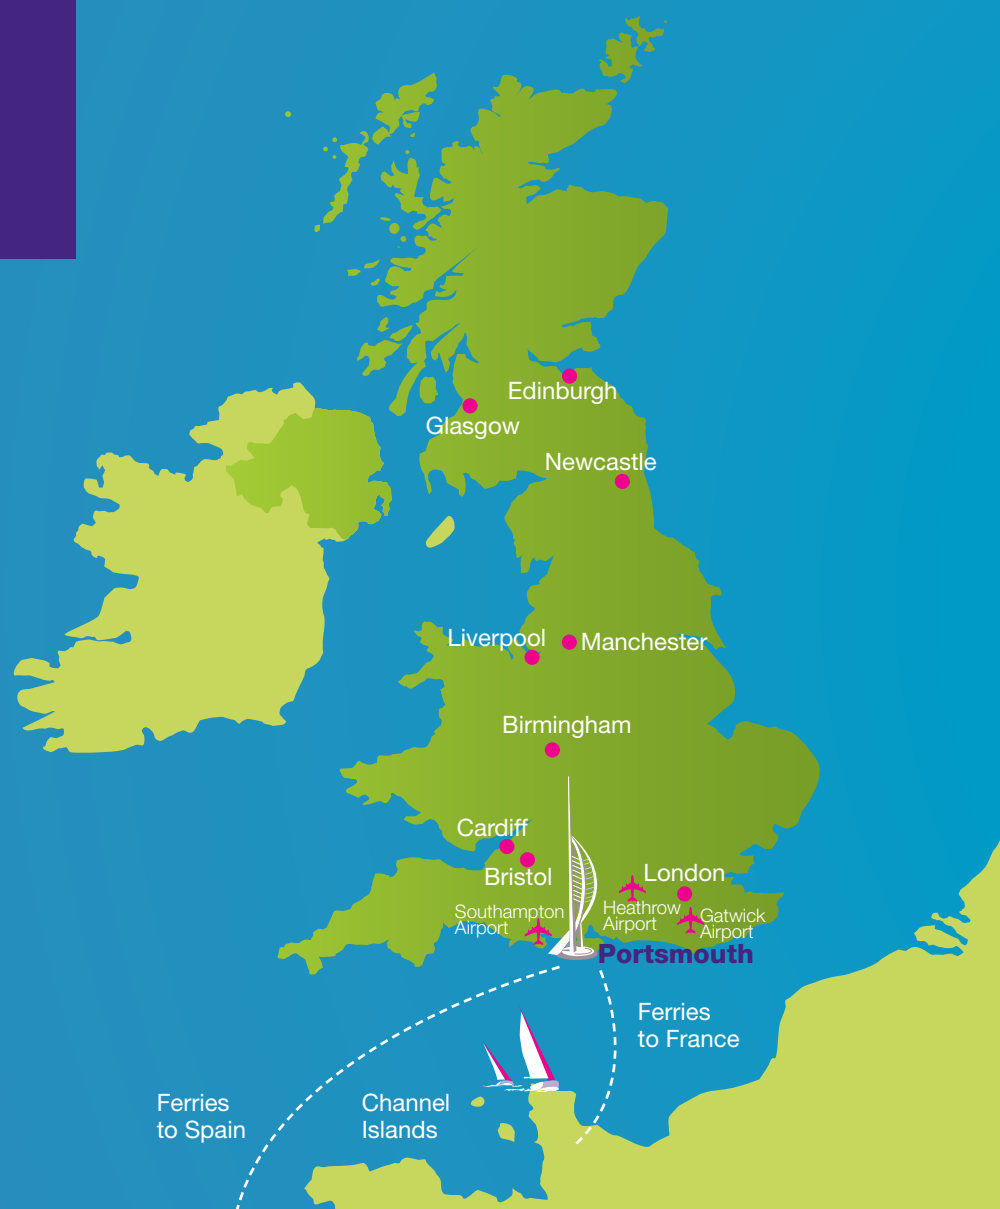 Edinburgh
Glasgow
Newcastle
Liverpool
Manchester
Birmingham
Cardiff
Bristol
London
Southampton
Airport
Heathrow
Airport
Gatwick
Airport
Portsmouth
Ferries
to France
Ferries
to Spain
Channel
Islands